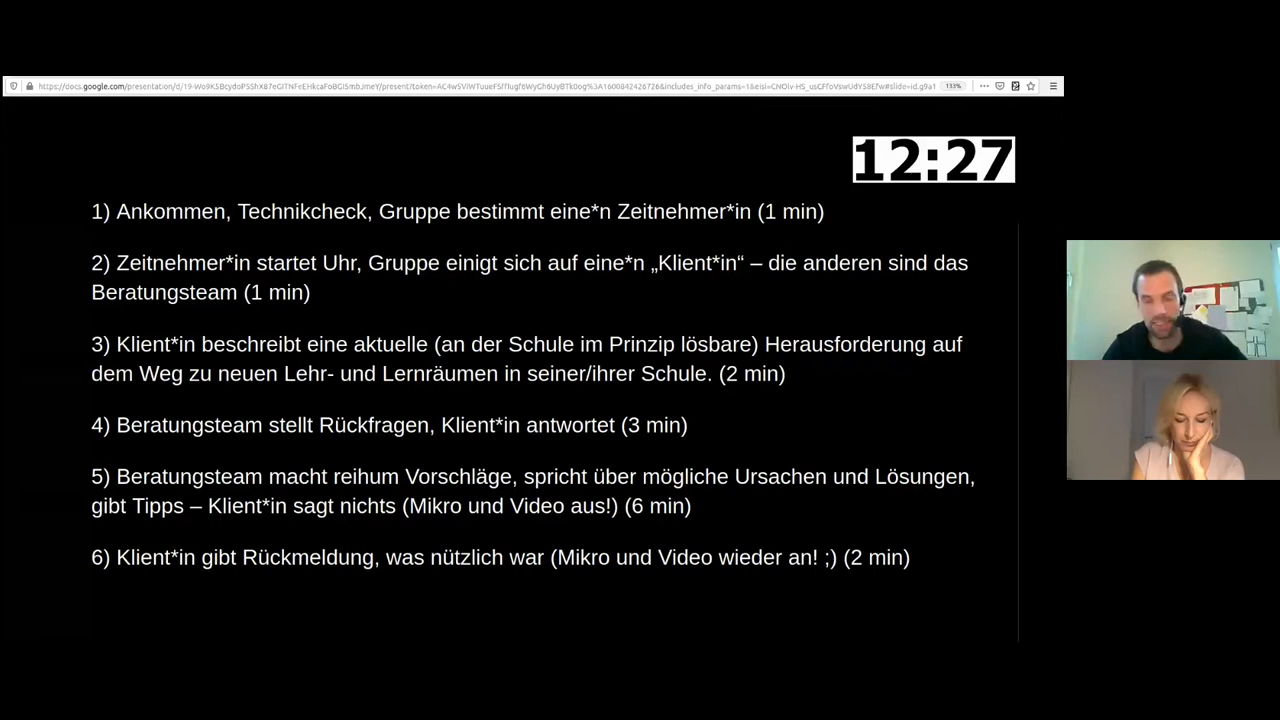 12:27
1) Ankommen, Technikcheck, Gruppe bestimmt eine*n Zeitnehmer*in (1 min)
2) Zeitnehmer*in startet Uhr, Gruppe einigt sich auf eine*n „Klient*in“ – die anderen sind das
Beratungsteam (1 min)
3) Klient*in beschreibt eine aktuelle (an der Schule im Prinzip lösbare) Herausforderung auf
dem Weg zu neuen Lehr- und Lernräumen in seiner/ihrer Schule. (2 min)
4) Beratungsteam stellt Rückfragen, Klient*in antwortet (3 min)
5) Beratungsteam macht reihum Vorschläge, spricht über mögliche Ursachen und Lösungen,
gibt Tipps – Klient*in sagt nichts (Mikro und Video aus!) (6 min)
6) Klient*in gibt Rückmeldung, was nützlich war (Mikro und Video wieder an! ;) (2 min)